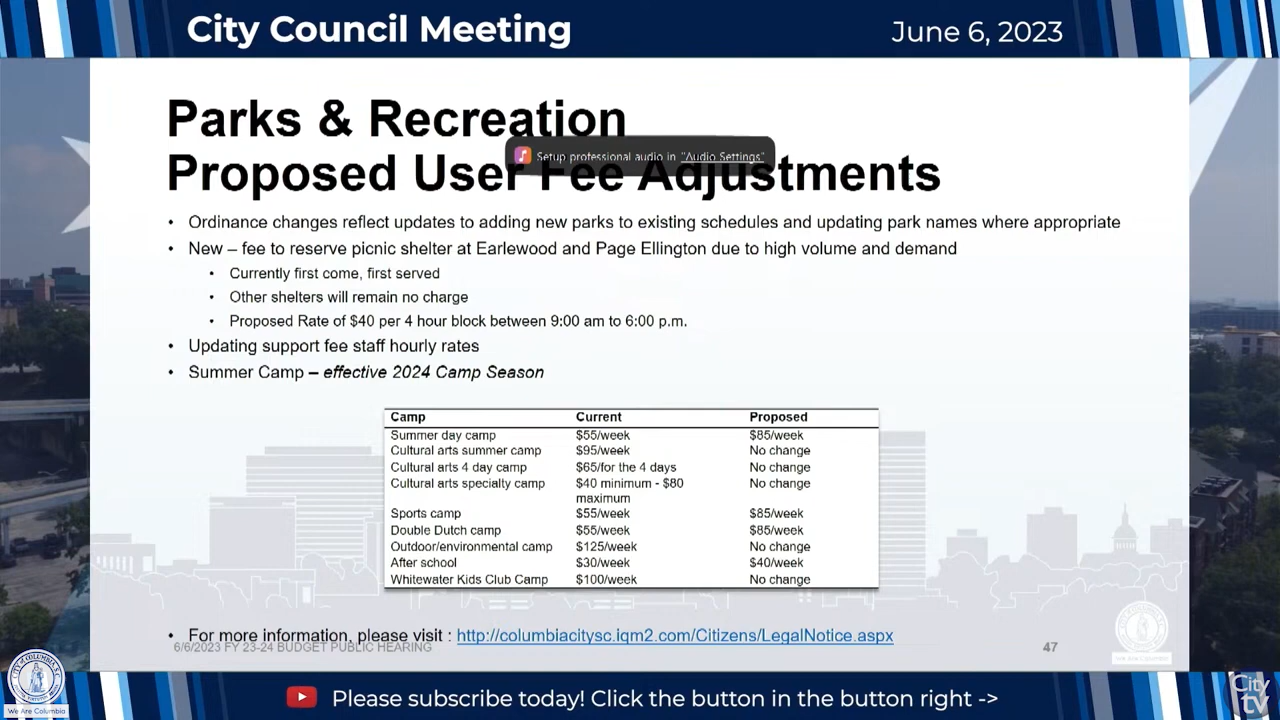 City Council Meeting
June 6, 2023
Parks & Recreation
Setup professional audio in "Audio Settings"
Proposed User Fee Adjustments
• Ordinance changes reflect updates to adding new parks to existing schedules and updating park names where appropriate
• New – fee to reserve picnic shelter at Earlewood and Page Ellington due to high volume and demand
• Currently first come, first served
• Other shelters will remain no charge
• Proposed Rate of $40 per 4 hour block between 9:00 am to 6:00 p.m.
• Updating support fee staff hourly rates
• Summer Camp – effective 2024 Camp Season
Camp Current Proposed
Summer day camp $55/week $85/week
Cultural arts summer camp $95/week No change
Cultural arts 4 day camp $65/for the 4 days No change
Cultural arts specialty camp $40 minimum - $80 No change
maximum
Sports camp $55/week $85/week
Double Dutch camp $55/week $85/week
Outdoor/environmental camp $125/week No change
After school $30/week $40/week
Whitewater Kids Club Camp $100/week No change
• For more information, please visit : http://columbiacitysc.iqm2.com/Citizens/LegalNotice.aspx
6/6/2023 FY 23-24 BUDGET PUBLIC HEARING
47
We Are Columbia
We Are Columbia
Please subscribe today! Click the button in the button right ->
City
tv